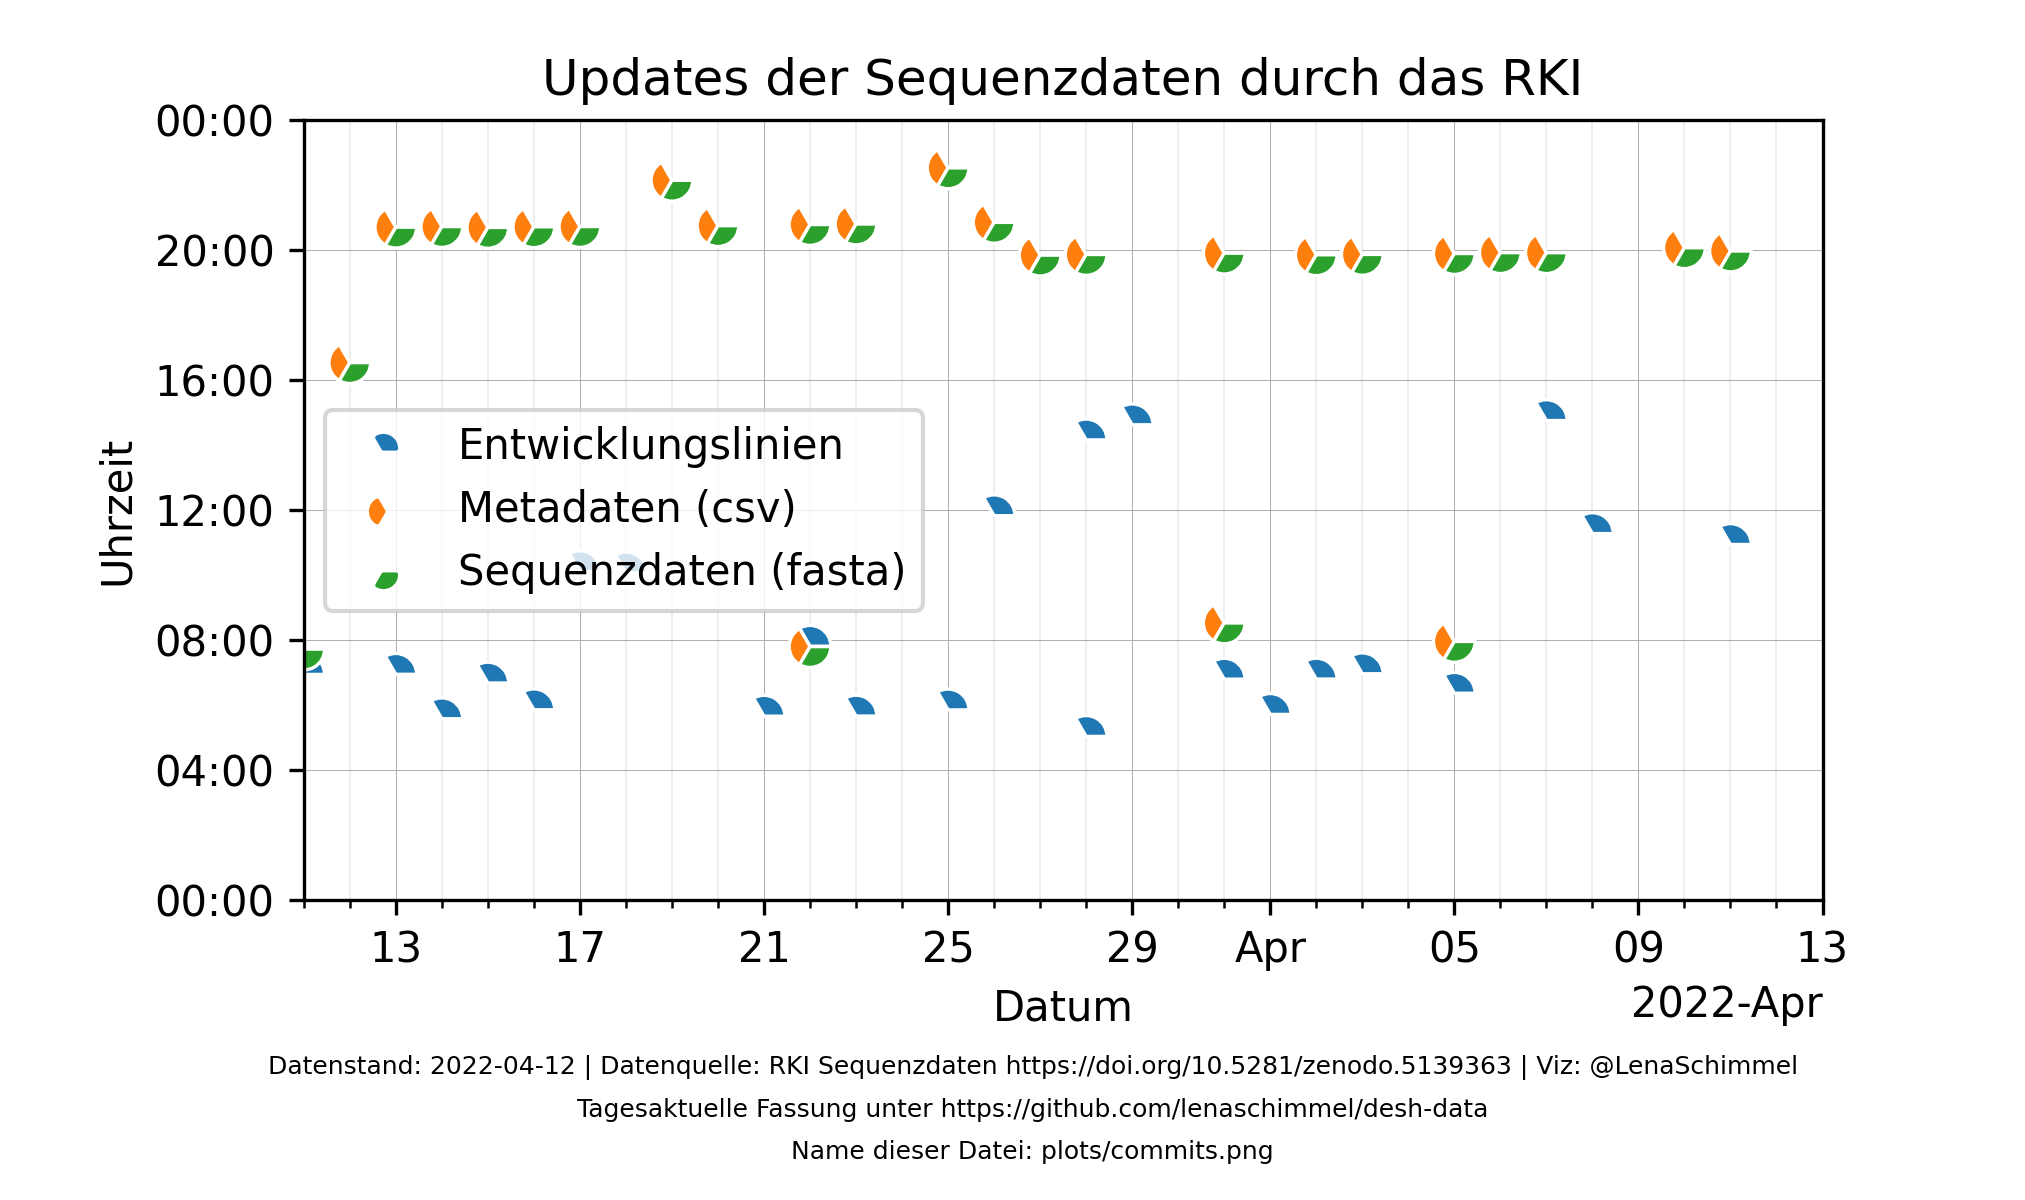 Updates der Sequenzdaten durch das RKI
00:00
20:00
16:00
12:00
08:00
04:00
00:00
Uhrzeit
Entwicklungslinien
Metadaten (csv)
Sequenzdaten (fasta)
13 17 21 25 29 Apr 05 09 13
Datum
2022-Apr
Datenstand: 2022-04-12 | Datenquelle: RKI Sequenzdaten https://doi.org/10.5281/zenodo.5139363 | Viz: @LenaSchimmel
Tagesaktuelle Fassung unter https://github.com/lenaschimmel/desh-data
Name dieser Datei: plots/commits.png